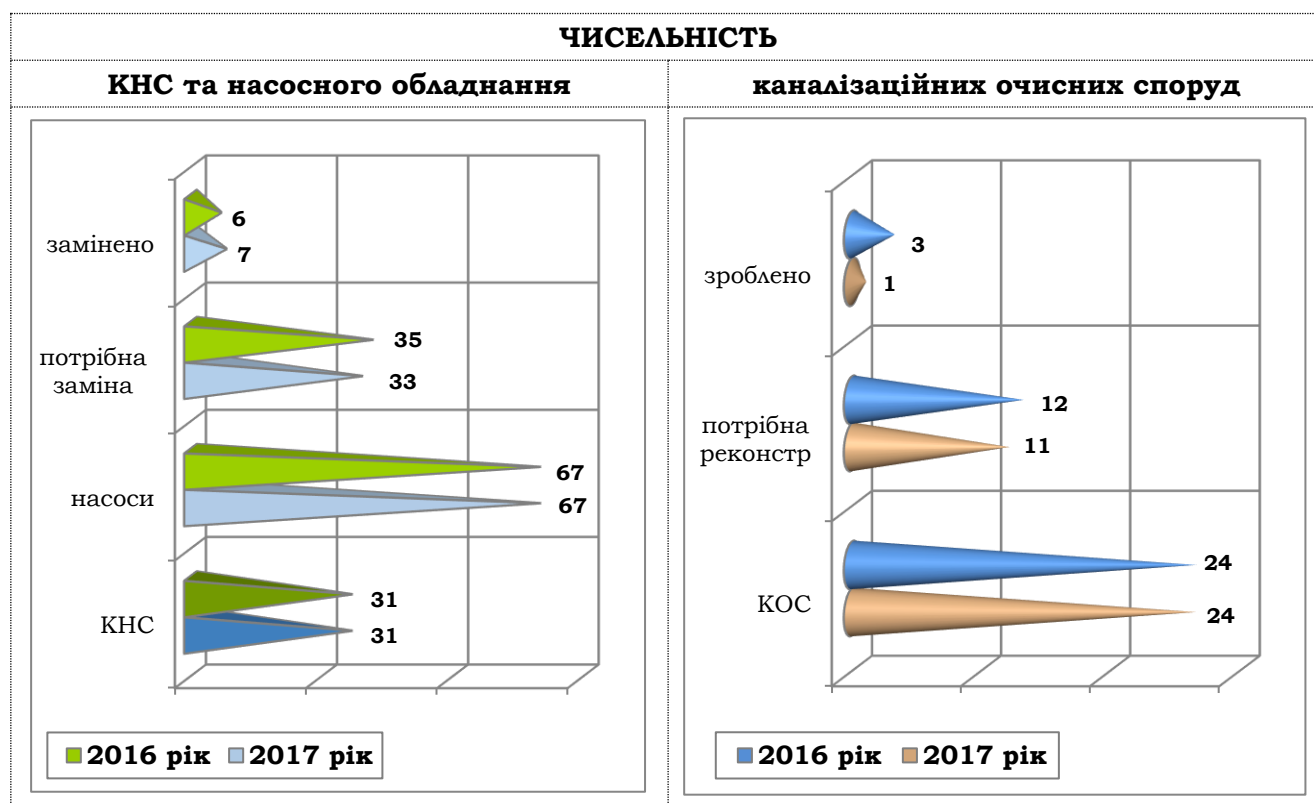 ЧИСЕЛЬНІСТЬ
КНС та насосного обладнання
каналізаційних очисних споруд
замінено
6
7
потрібна
заміна
35
33
насоси
67
67
КНС
31
31
2016 рік 2017 рік
зроблено
3
1
потрібна
реконстр
12
11
КОС
24
24
2016 рік 2017 рік